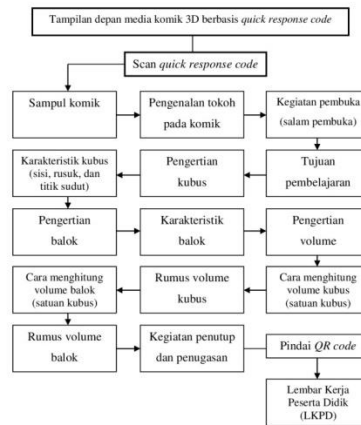 Tampilan depan media komik 3D berbasis quick response code
Scan quick response code
Sampul komik
Pengenalan tokoh
pada komik
Kegiatan pembuka
(salam pembuka)
Karakteristik kubus
(sisi, rusuk, dan
titik sudut)
Pengertian
kubus
Tujuan
pembelajaran
Pengertian
balok
Karakteristik
balok
Pengertian
volume
Cara menghitung
volume balok
(satuan kubus)
Rumus volume
kubus
Cara menghitung
volume kubus
(satuan kubus)
Rumus volume
balok
Kegiatan penutup
dan penugasan
Pindai QR code
Lembar Kerja
Peserta Didik
(LKPD)